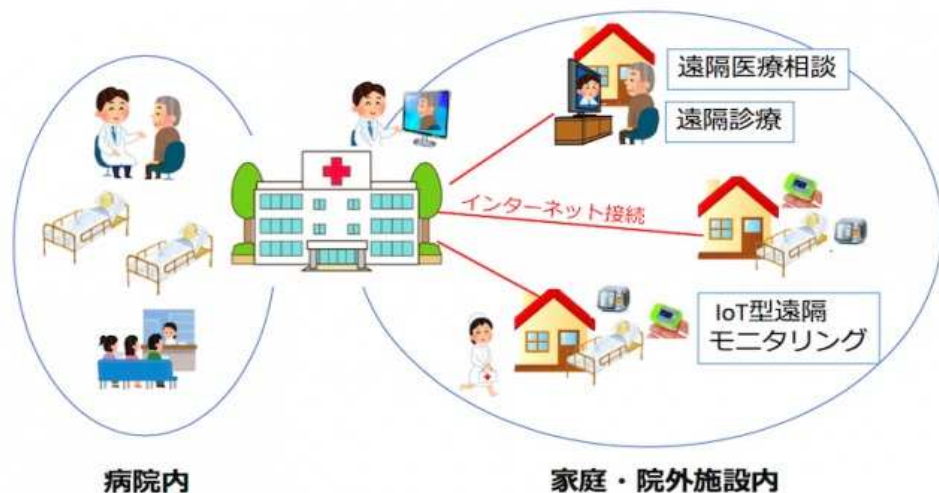 遠隔医療相談
遠隔診療
インターネット接続
IoT型遠隔
モニタリング
病院内
家庭・院外施設内